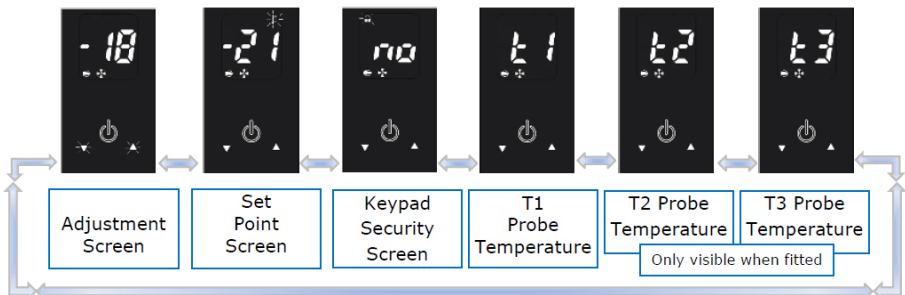 -18
-21
no
t1
t2
t3
Adjustment
Screen
Set
Point
Screen
Keypad
Security
Screen
T1
Probe
Temperature
T2 Probe
Temperature
T3 Probe
Temperature
Only visible when fitted